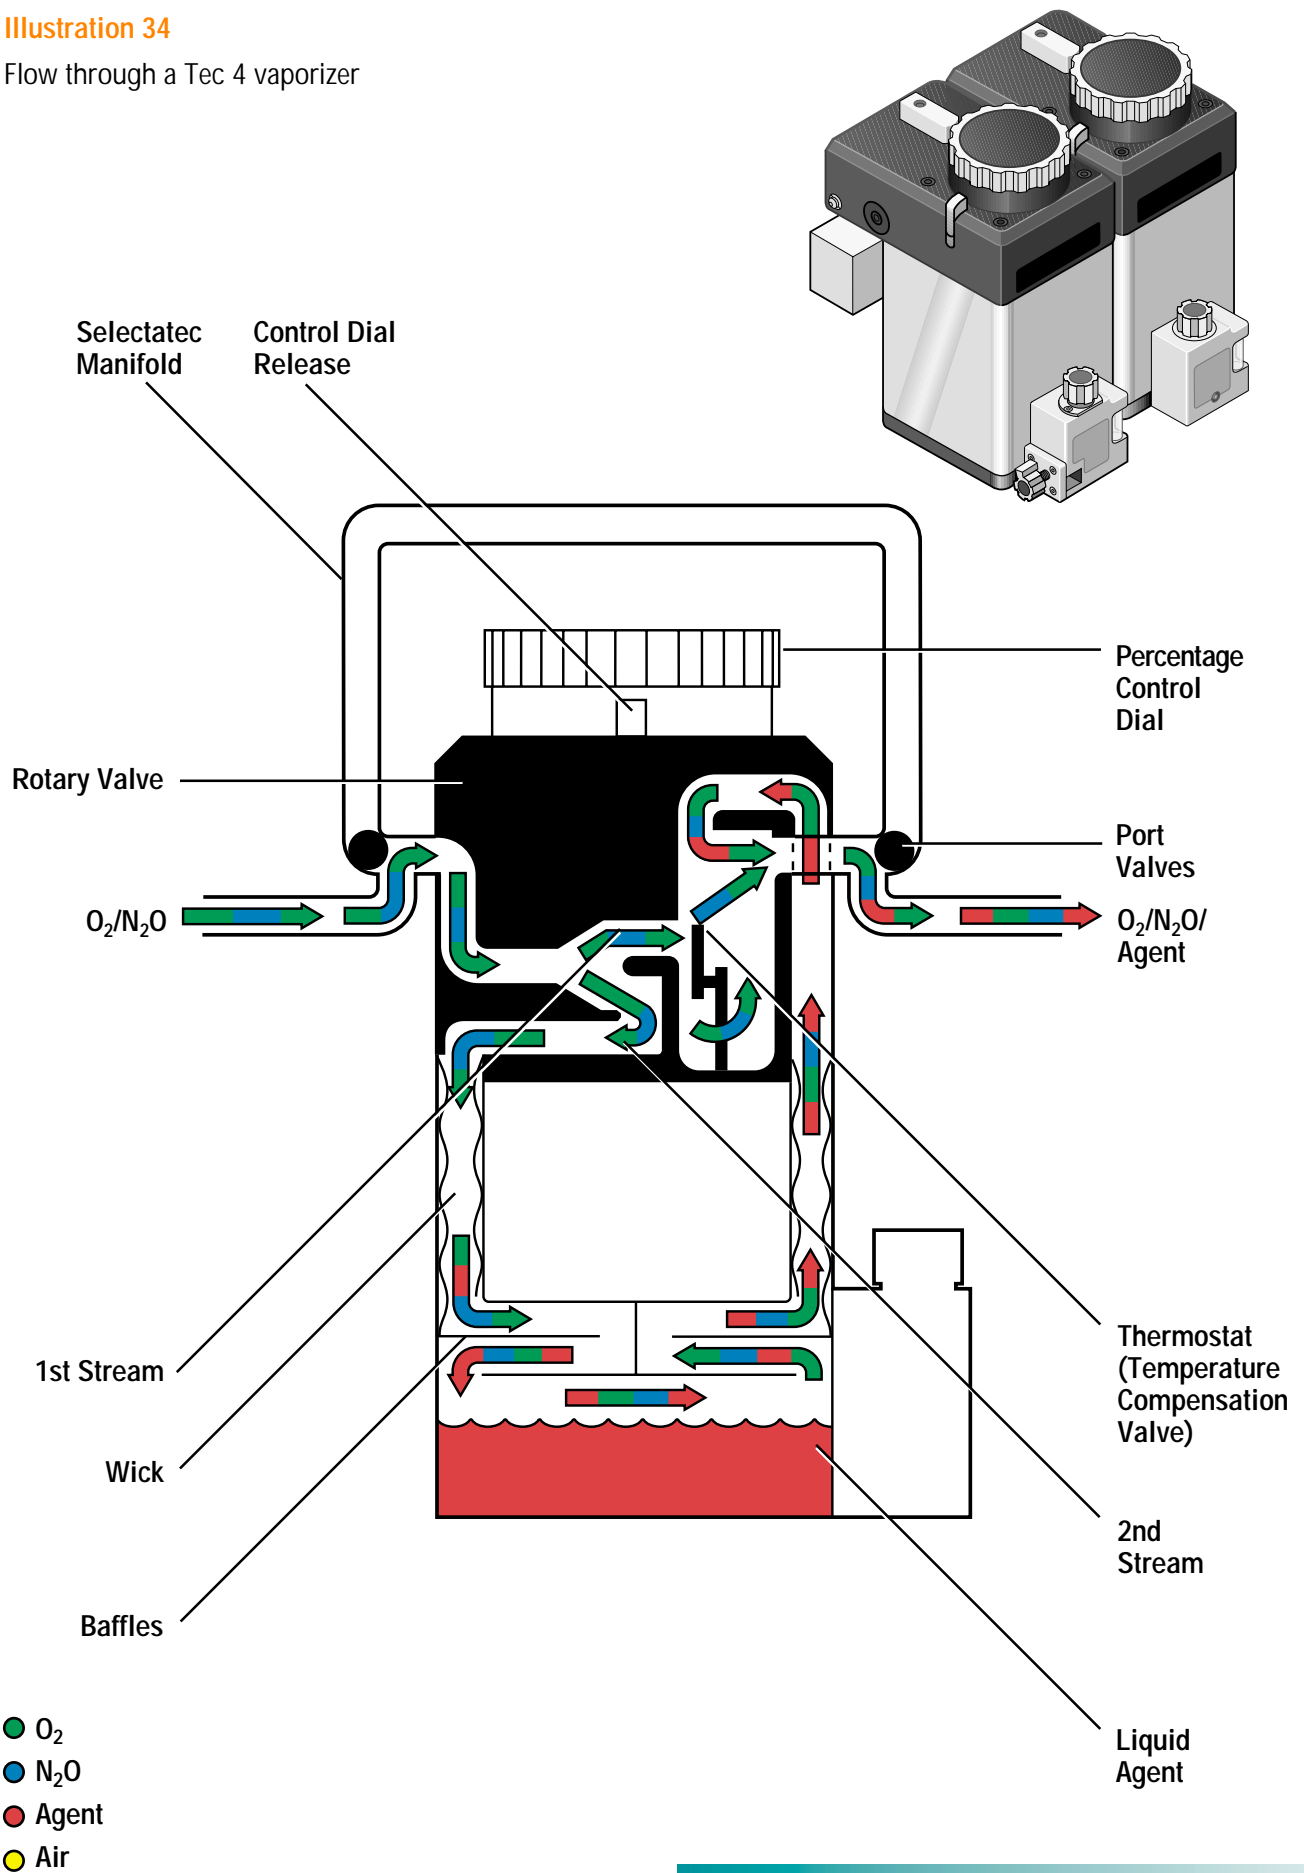 Illustration 34
Flow through a Tec 4 vaporizer
Selectatec
Manifold
Control Dial
Release
Percentage
Control
Dial
Rotary Valve
Port
Valves
O₂/N₂O
O₂/N₂O/
Agent
Thermostat
(Temperature
Compensation
Valve)
1st Stream
Wick
2nd
Stream
Baffles
Liquid
Agent
O₂
N₂O
Agent
Air